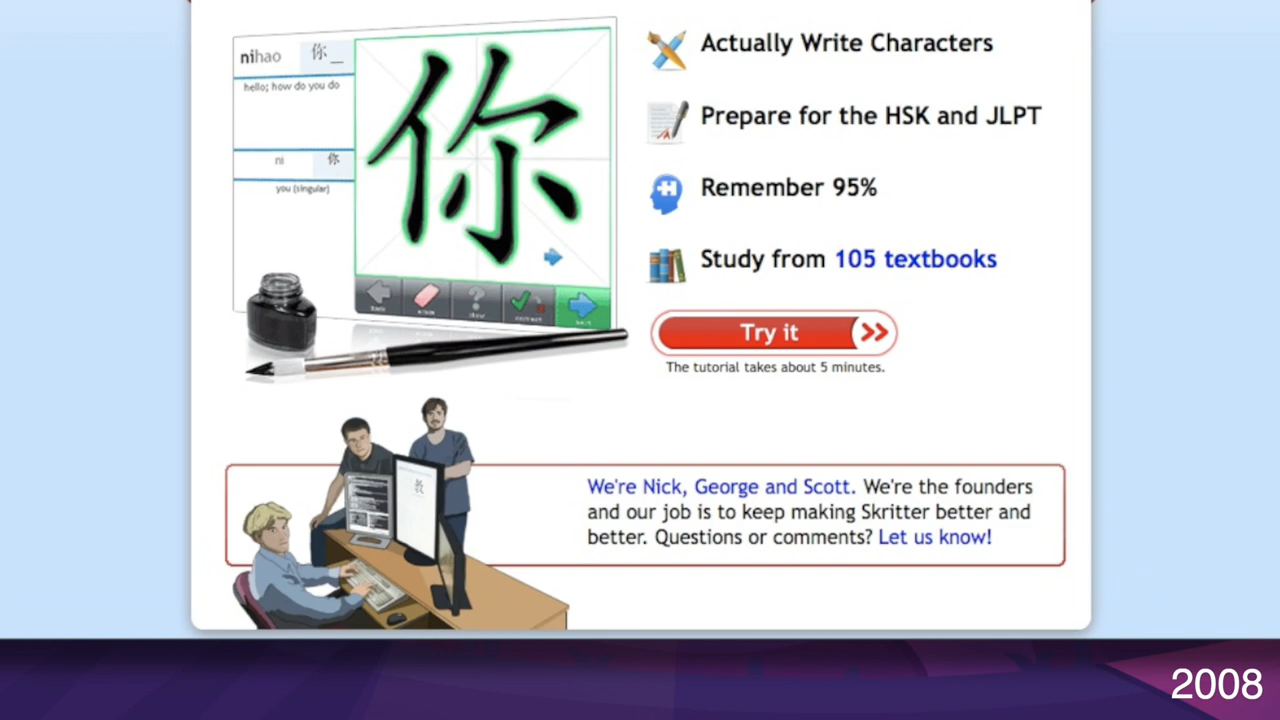 nihao 你_
hello; how do you do
ni 你
you (singular)
你
Actually Write Characters
Prepare for the HSK and JLPT
Remember 95%
Study from 105 textbooks
Try it
The tutorial takes about 5 minutes.
We're Nick, George and Scott. We're the founders
and our job is to keep making Skritter better and
better. Questions or comments? Let us know!
教
2008